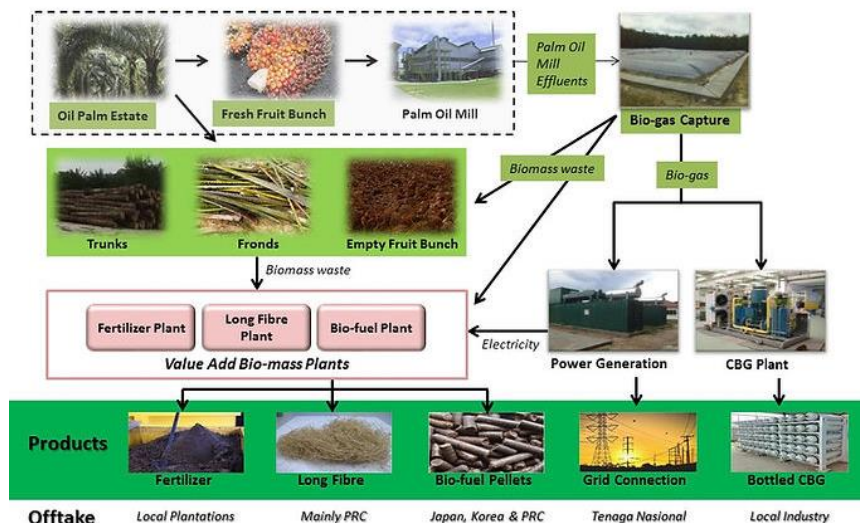 Palm Oil
Mill
Effluents
Oil Palm Estate
Fresh Fruit Bunch
Palm Oil Mill
Bio-gas Capture
Biomass waste
Bio-gas
Trunks
Fronds
Empty Fruit Bunch
Biomass waste
Fertilizer Plant
Long Fibre
Plant
Bio-fuel Plant
Value Add Bio-mass Plants
Electricity
Power Generation
CBG Plant
Products
Fertilizer
Long Fibre
Bio-fuel Pellets
Grid Connection
Bottled CBG
Offtake
Local Plantations
Mainly PRC
Japan, Korea & PRC
Tenaga Nasional
Local Industry